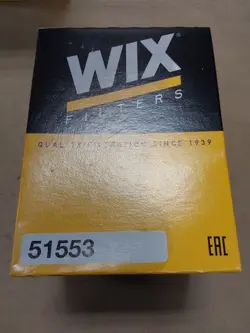 WIX
FILTERS
QUALITY FILTRATION SINCE 1939
51553
EAC